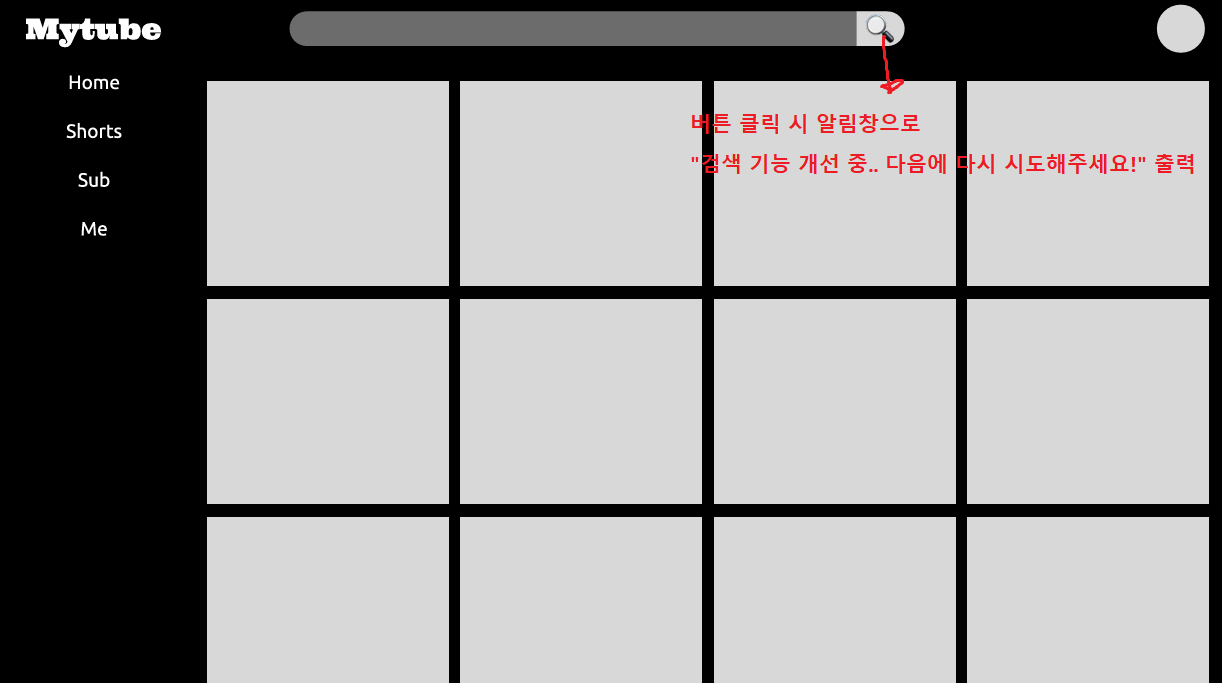 Mytube
Home
Shorts
Sub
Me
버튼 클릭 시 알림창으로
"검색 기능 개선 중.. 다음에 다시 시도해주세요!" 출력